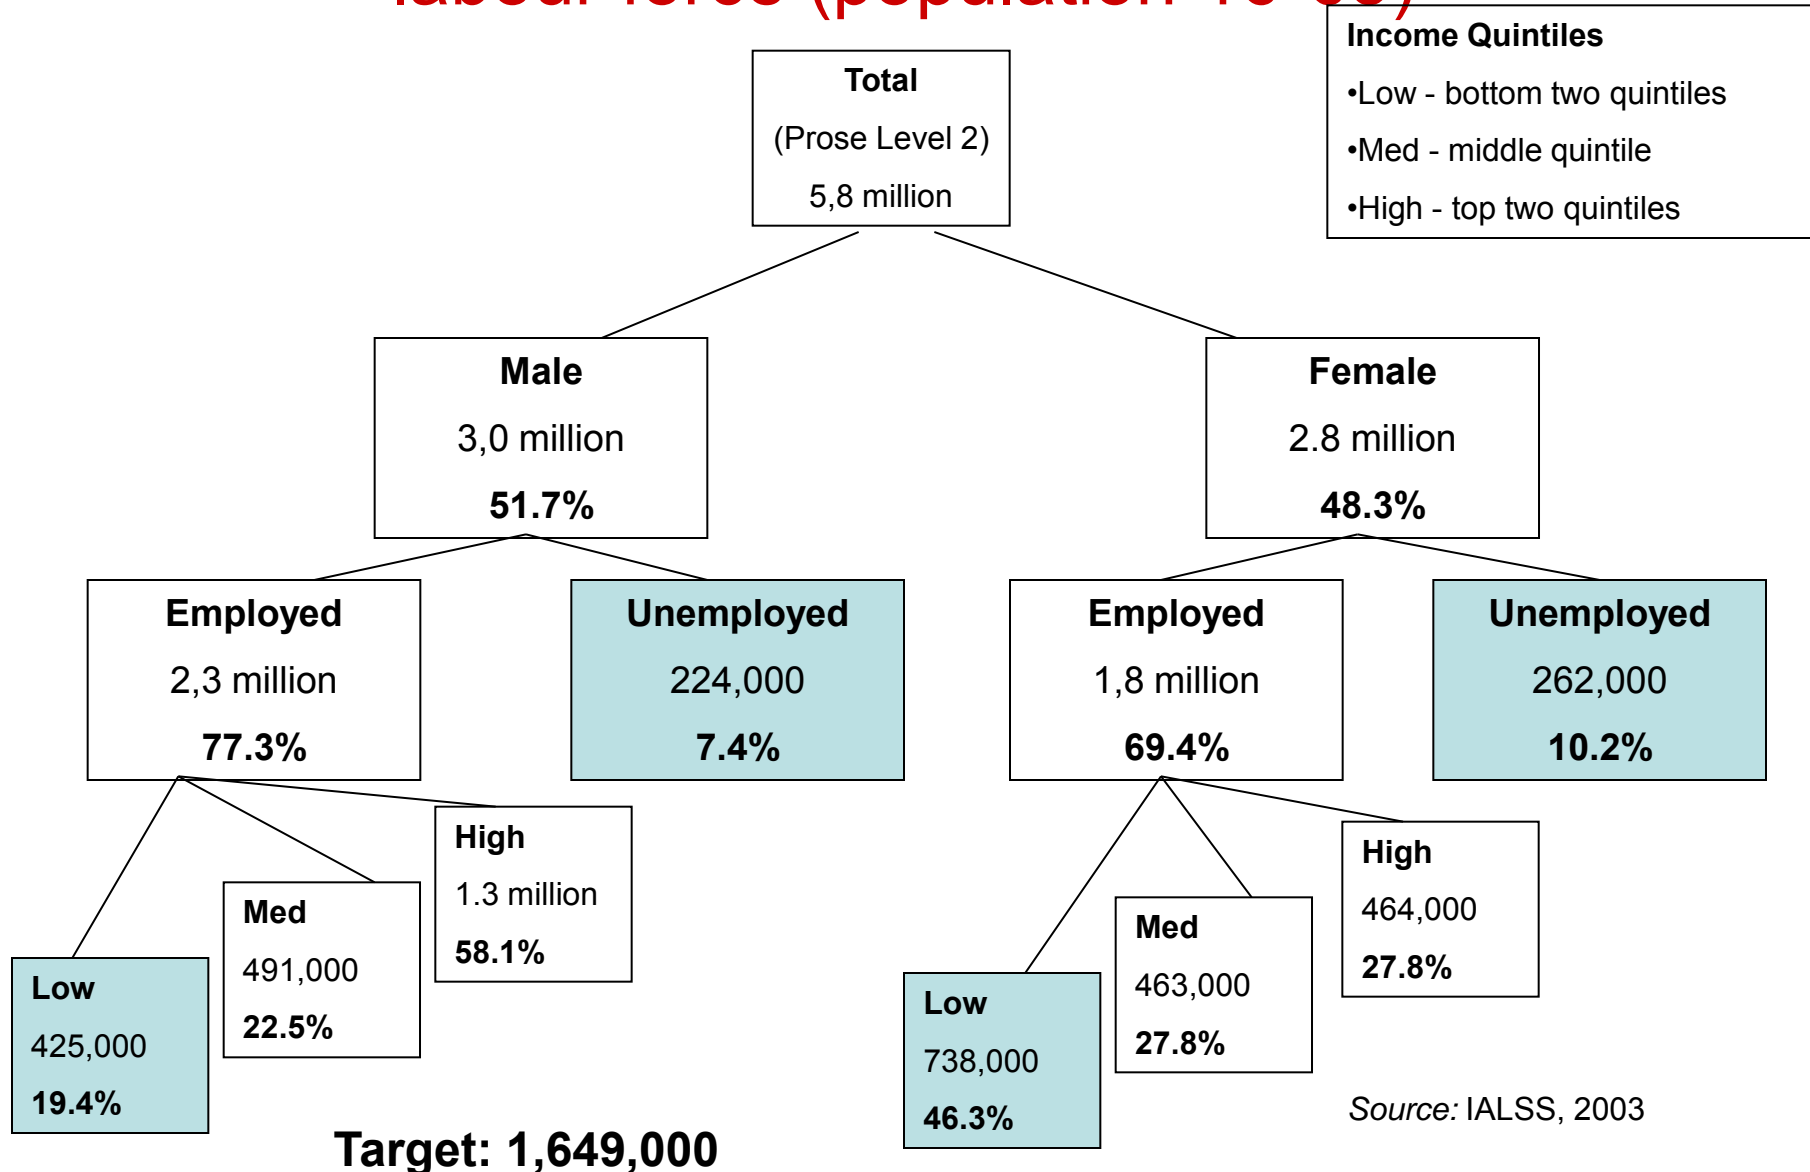 labour force (population
Income Quintiles
•Low - bottom two quintiles
•Med - middle quintile
•High - top two quintiles
Total
(Prose Level 2)
5,8 million
Male
3,0 million
51.7%
Female
2.8 million
48.3%
Employed
2,3 million
77.3%
Unemployed
224,000
7.4%
Employed
1,8 million
69.4%
Unemployed
262,000
10.2%
High
1.3 million
58.1%
Med
491,000
22.5%
Low
425,000
19.4%
High
464,000
27.8%
Med
463,000
27.8%
Low
738,000
46.3%
Source: IALSS, 2003
Target: 1,649,000